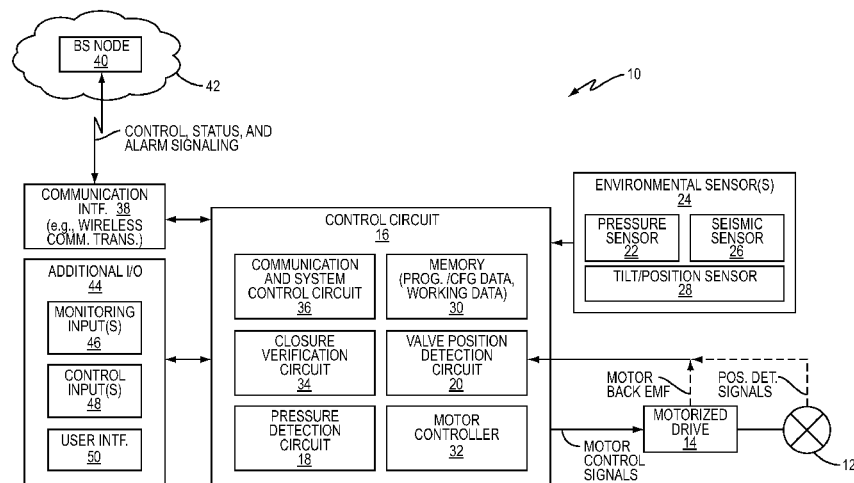 BS NODE
40
42
10
CONTROL, STATUS, AND
ALARM SIGNALING
COMMUNICATION
INTF. 38
(e.g., WIRELESS
COMM. TRANS.)
ADDITIONAL I/O
44
MONITORING
INPUT(S)
46
CONTROL
INPUT(S)
48
USER INTF.
50
CONTROL CIRCUIT
16
COMMUNICATION
AND SYSTEM
CONTROL CIRCUIT
36
MEMORY
(PROG. /CFG DATA,
WORKING DATA)
30
CLOSURE
VERIFICATION
CIRCUIT
34
VALVE POSITION
DETECTION
CIRCUIT
20
PRESSURE
DETECTION
CIRCUIT 18
MOTOR
CONTROLLER
32
ENVIRONMENTAL SENSOR(S)
24
PRESSURE
SENSOR
22
SEISMIC
SENSOR
26
TILT/POSITION SENSOR
28
MOTOR
BACK EMF
POS. DET.
SIGNALS
MOTORIZED
DRIVE
14
MOTOR
CONTROL
SIGNALS
12